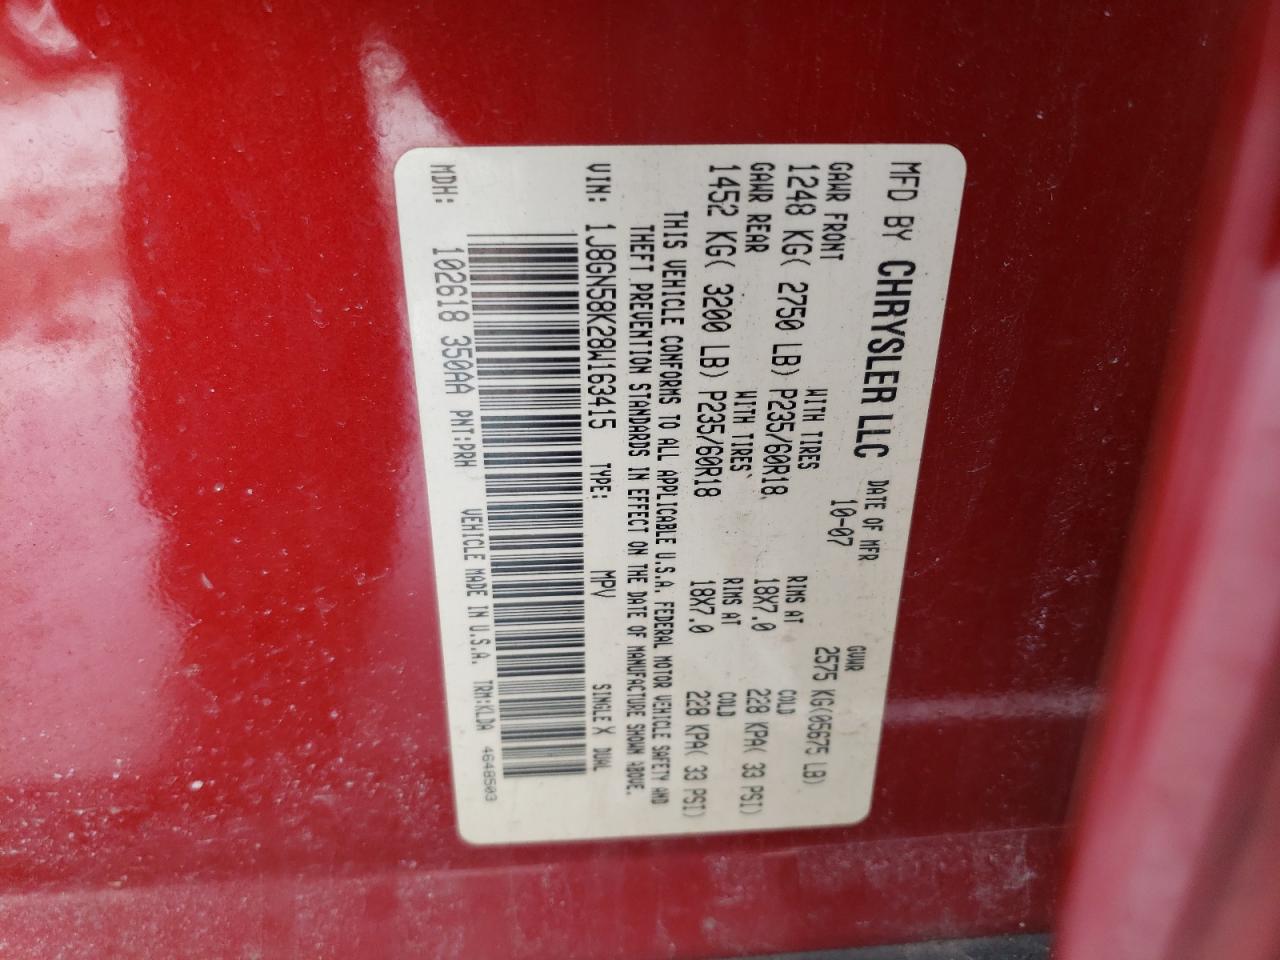 MFD BY CHRYSLER LLC DATE OF MFR GVWR
10-07 2575 KG(05675 LB)
GAWR FRONT WITH TIRES RIMS AT COLD
1248 KG( 2750 LB) P235/60R18 18X7.0 228 KPA( 33 PSI)
GAWR REAR WITH TIRES RIMS AT COLD
1452 KG( 3200 LB) P235/60R18 18X7.0 228 KPA( 33 PSI)
THIS VEHICLE CONFORMS TO ALL APPLICABLE U.S.A. FEDERAL MOTOR VEHICLE SAFETY AND
THEFT PREVENTION STANDARDS IN EFFECT ON THE DATE OF MANUFACTURE SHOWN ABOVE.
VIN: 1J8GN58K28W163415 TYPE: MPV SINGLE X DUAL
MDH: 102618 350AA PNT:PRH VEHICLE MADE IN U.S.A. TRM:KLDA 4648503